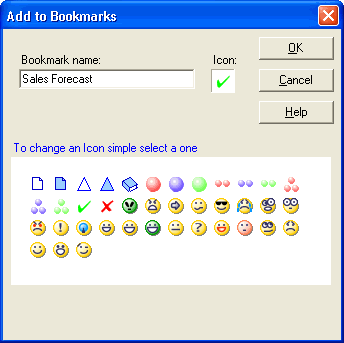 Add to Bookmarks
Bookmark name:
Icon:
OK
Sales Forecast
Cancel
Help
To change an Icon simple select a one